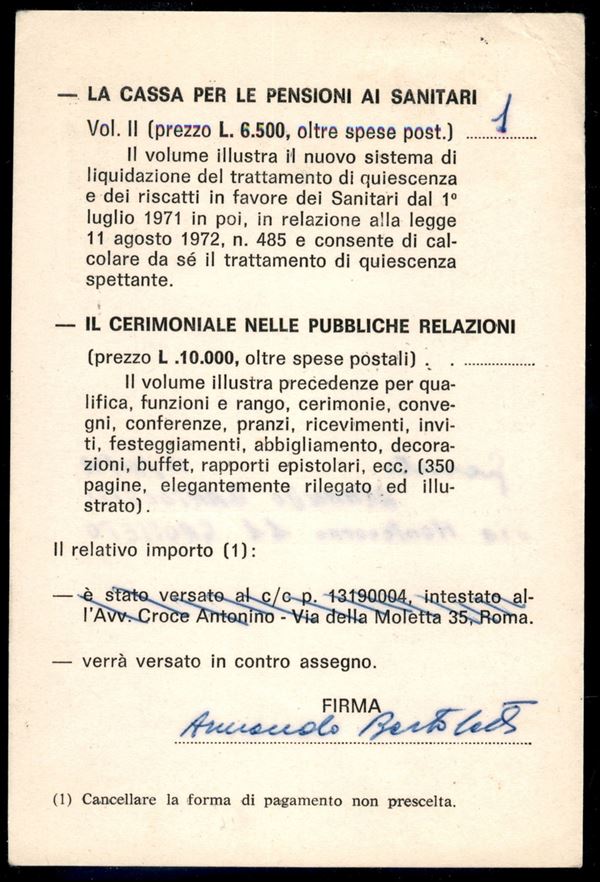 — LA CASSA PER LE PENSIONI AI SANITARI
Vol. II (prezzo L. 6.500, oltre spese post.) ............ 1
Il volume illustra il nuovo sistema di
liquidazione del trattamento di quiescenza
e dei riscatti in favore dei Sanitari dal 1°
luglio 1971 in poi, in relazione alla legge
11 agosto 1972, n. 485 e consente di cal-
colare da sé il trattamento di quiescenza
spettante.
— IL CERIMONIALE NELLE PUBBLICHE RELAZIONI
(prezzo L .10.000, oltre spese postali) . . ............
Il volume illustra precedenze per qua-
lifica, funzioni e rango, cerimonie, conve-
gni, conferenze, pranzi, ricevimenti, invi-
ti, festeggiamenti, abbigliamento, decora-
zioni, buffet, rapporti epistolari, ecc. (350
pagine, elegantemente rilegato ed illu-
strato).
Il relativo importo (1):
— è stato versato al c/c p. 13190004, intestato al-
l'Avv. Croce Antonino - Via della Moletta 35, Roma.
— verrà versato in contro assegno.
FIRMA
Armando Bertoletti
(1) Cancellare la forma di pagamento non prescelta.